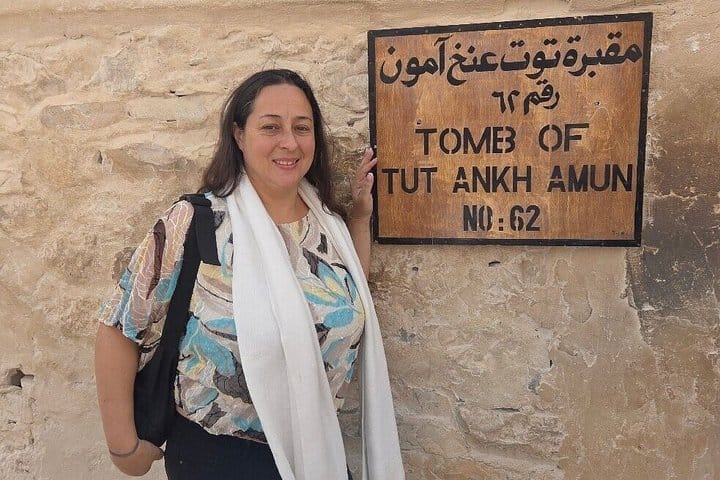 مقبرة توت عنخ آمون
رقم ٦٢
TOMB OF
TUT ANKH AMUN
NO: 62